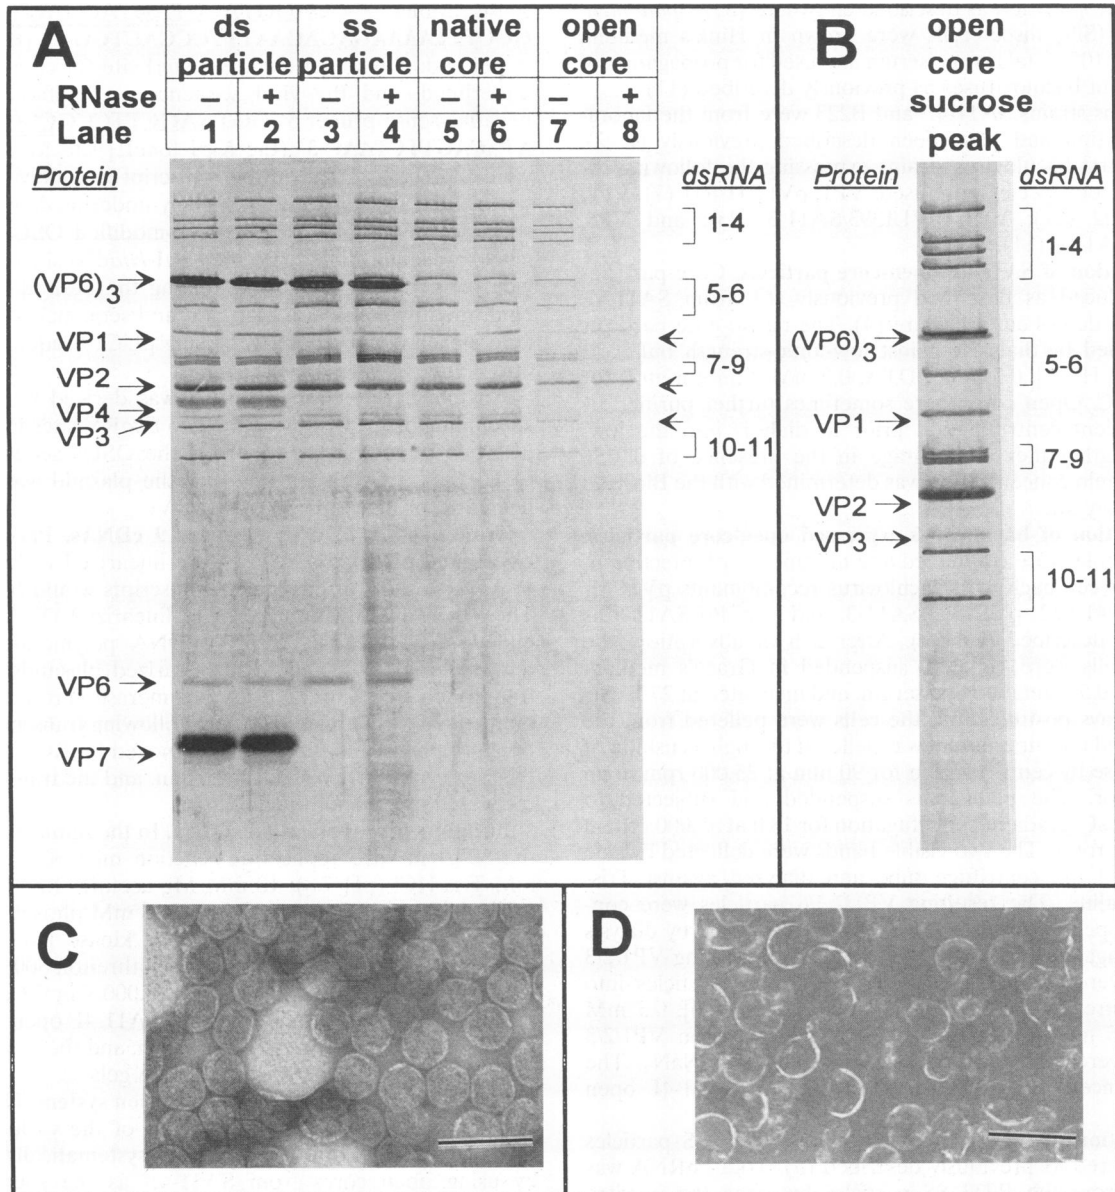 A
ds ss native open
particle particle core core
RNase − + − + − + −
Lane 1 2 3 4 5 6 7 8
Protein
dsRNA
1-4
(VP6)3
5-6
VP1
7-9
VP2
VP4
VP3
10-11
VP6
VP7
B
open
core
sucrose
peak
Protein
dsRNA
1-4
(VP6)3
5-6
VP1
7-9
VP2
VP3
10-11
C
D